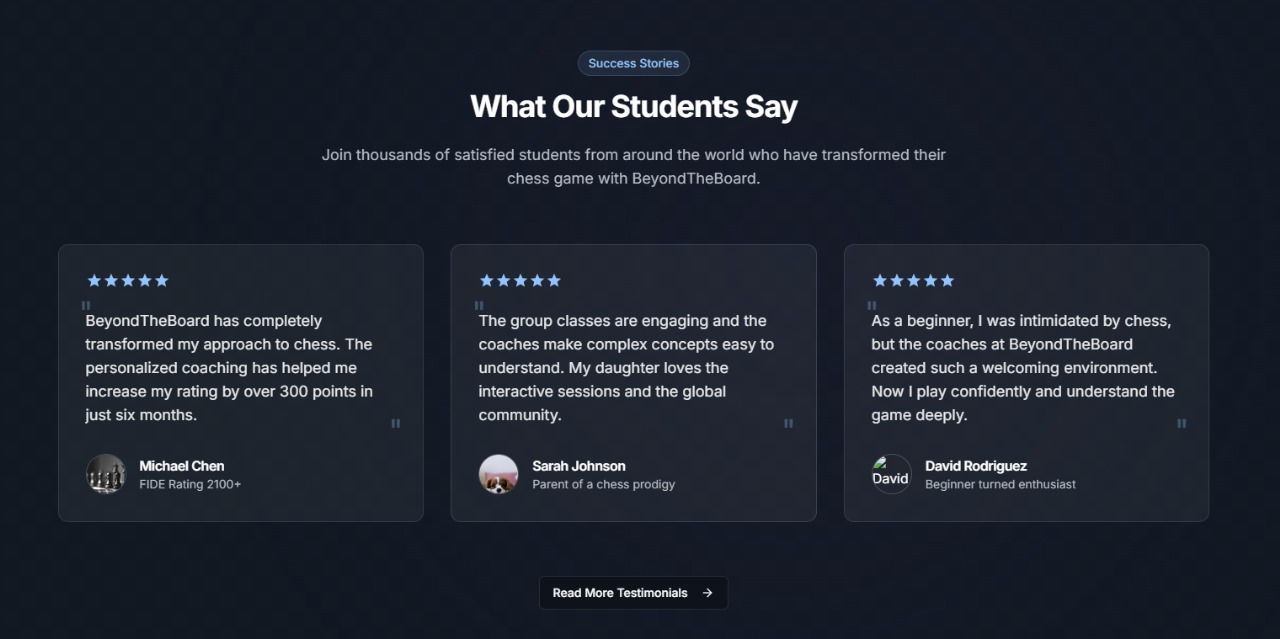 Success Stories
What Our Students Say
Join thousands of satisfied students from around the world who have transformed their
chess game with BeyondTheBoard.
"
BeyondTheBoard has completely
transformed my approach to chess. The
personalized coaching has helped me
increase my rating by over 300 points in
just six months.
"
Michael Chen
FIDE Rating 2100+
"
The group classes are engaging and the
coaches make complex concepts easy to
understand. My daughter loves the
interactive sessions and the global
community.
"
Sarah Johnson
Parent of a chess prodigy
"
As a beginner, I was intimidated by chess,
but the coaches at BeyondTheBoard
created such a welcoming environment.
Now I play confidently and understand the
game deeply.
"
David
David Rodriguez
Beginner turned enthusiast
Read More Testimonials →